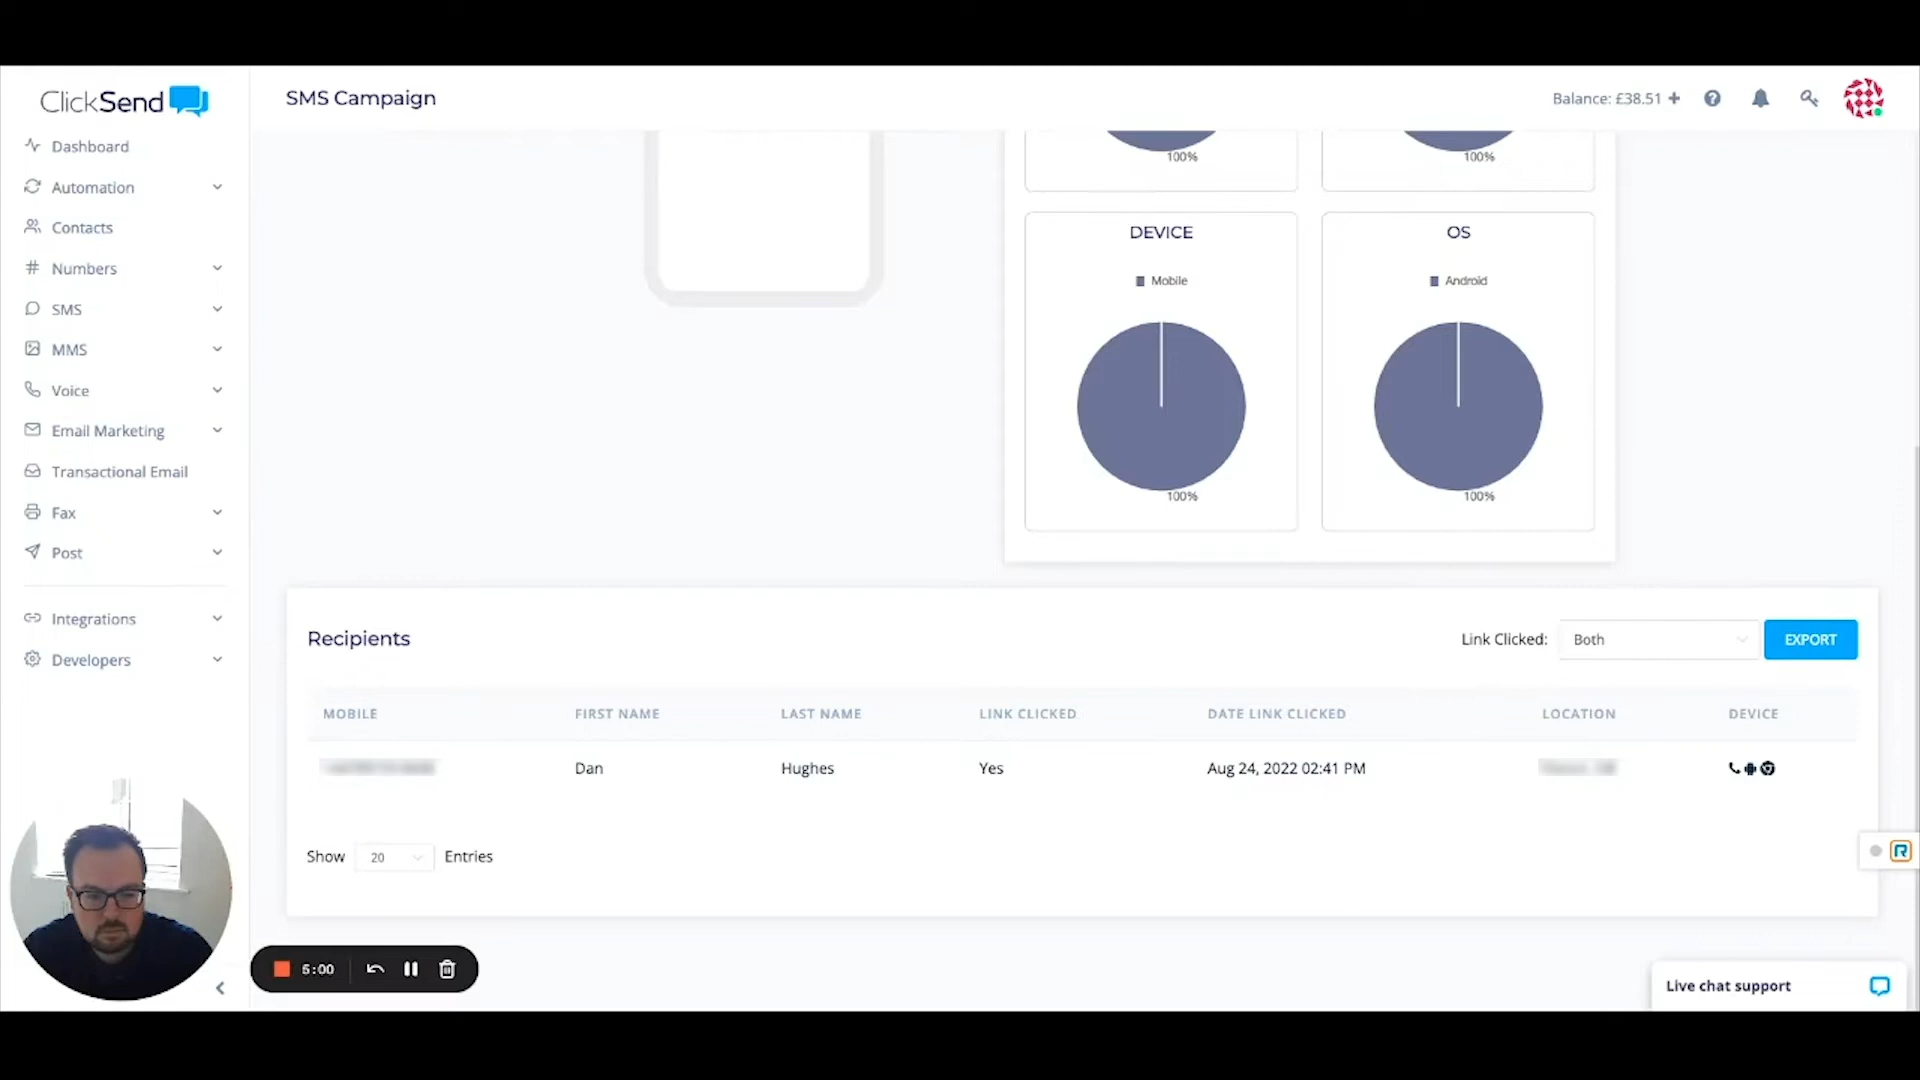 ClickSend
SMS Campaign
Balance: £38.51
Dashboard
Automation
Contacts
Numbers
SMS
MMS
Voice
Email Marketing
Transactional Email
Fax
Post
Integrations
Developers
100%
100%
DEVICE
OS
Mobile
Android
100%
100%
Recipients
Link Clicked:
Both
EXPORT
MOBILE
FIRST NAME
LAST NAME
LINK CLICKED
DATE LINK CLICKED
LOCATION
DEVICE
Dan
Hughes
Yes
Aug 24, 2022 02:41 PM
Show
20
Entries
5:00
Live chat support